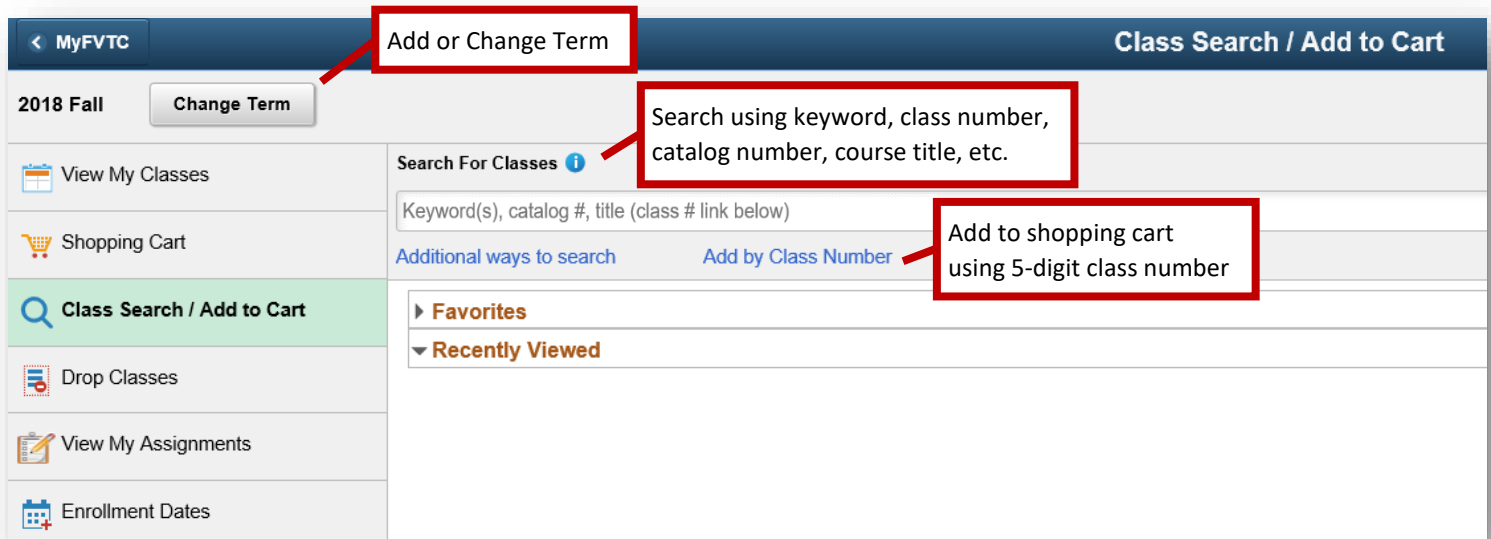 MyFVTC
Add or Change Term
Class Search / Add to Cart
2018 Fall
Change Term
Search using keyword, class number,
catalog number, course title, etc.
View My Classes
Search For Classes
Keyword(s), catalog #, title (class # link below)
Shopping Cart
Additional ways to search
Add by Class Number
Add to shopping cart
using 5-digit class number
Class Search / Add to Cart
Favorites
Recently Viewed
Drop Classes
View My Assignments
Enrollment Dates